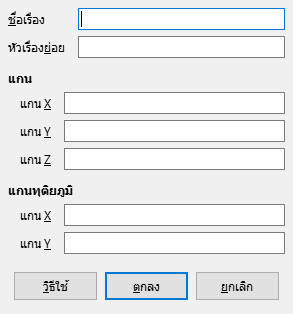 ชื่อเรื่อง
หัวเรื่องย่อย
แกน
แกน X
แกน Y
แกน Z
แกนทุติยภูมิ
แกน X
แกน Y
วิธีใช้ ตกลง ยกเลิก